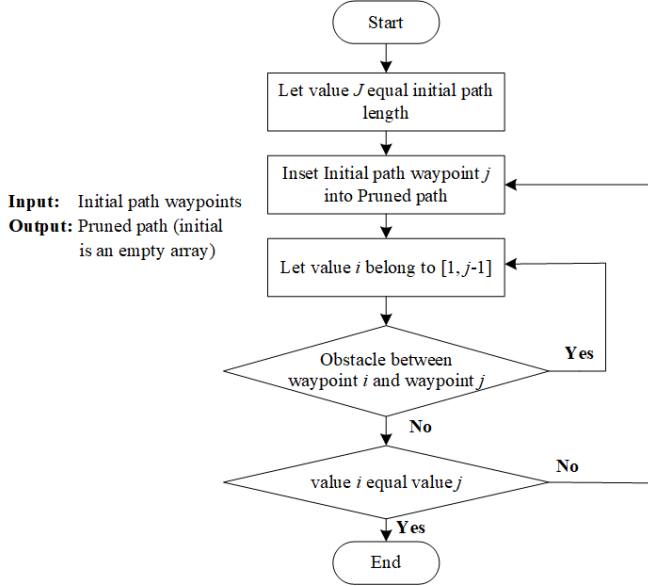 Start
Let value J equal initial path
length
Inset Initial path waypoint j
into Pruned path
Input: Initial path waypoints
Output: Pruned path (initial
is an empty array)
Let value i belong to [1, j-1]
Obstacle between
waypoint i and waypoint j
Yes
No
value i equal value j
No
Yes
End